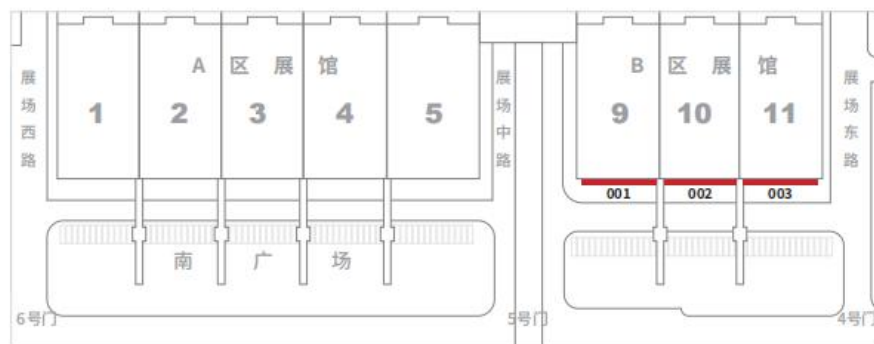 A 区 展 馆
B 区 展 馆
1 2 3 4 5
9 10 11
展场西路
展场中路
展场东路
001 002 003
南 广 场
6号门
5号门
4号门